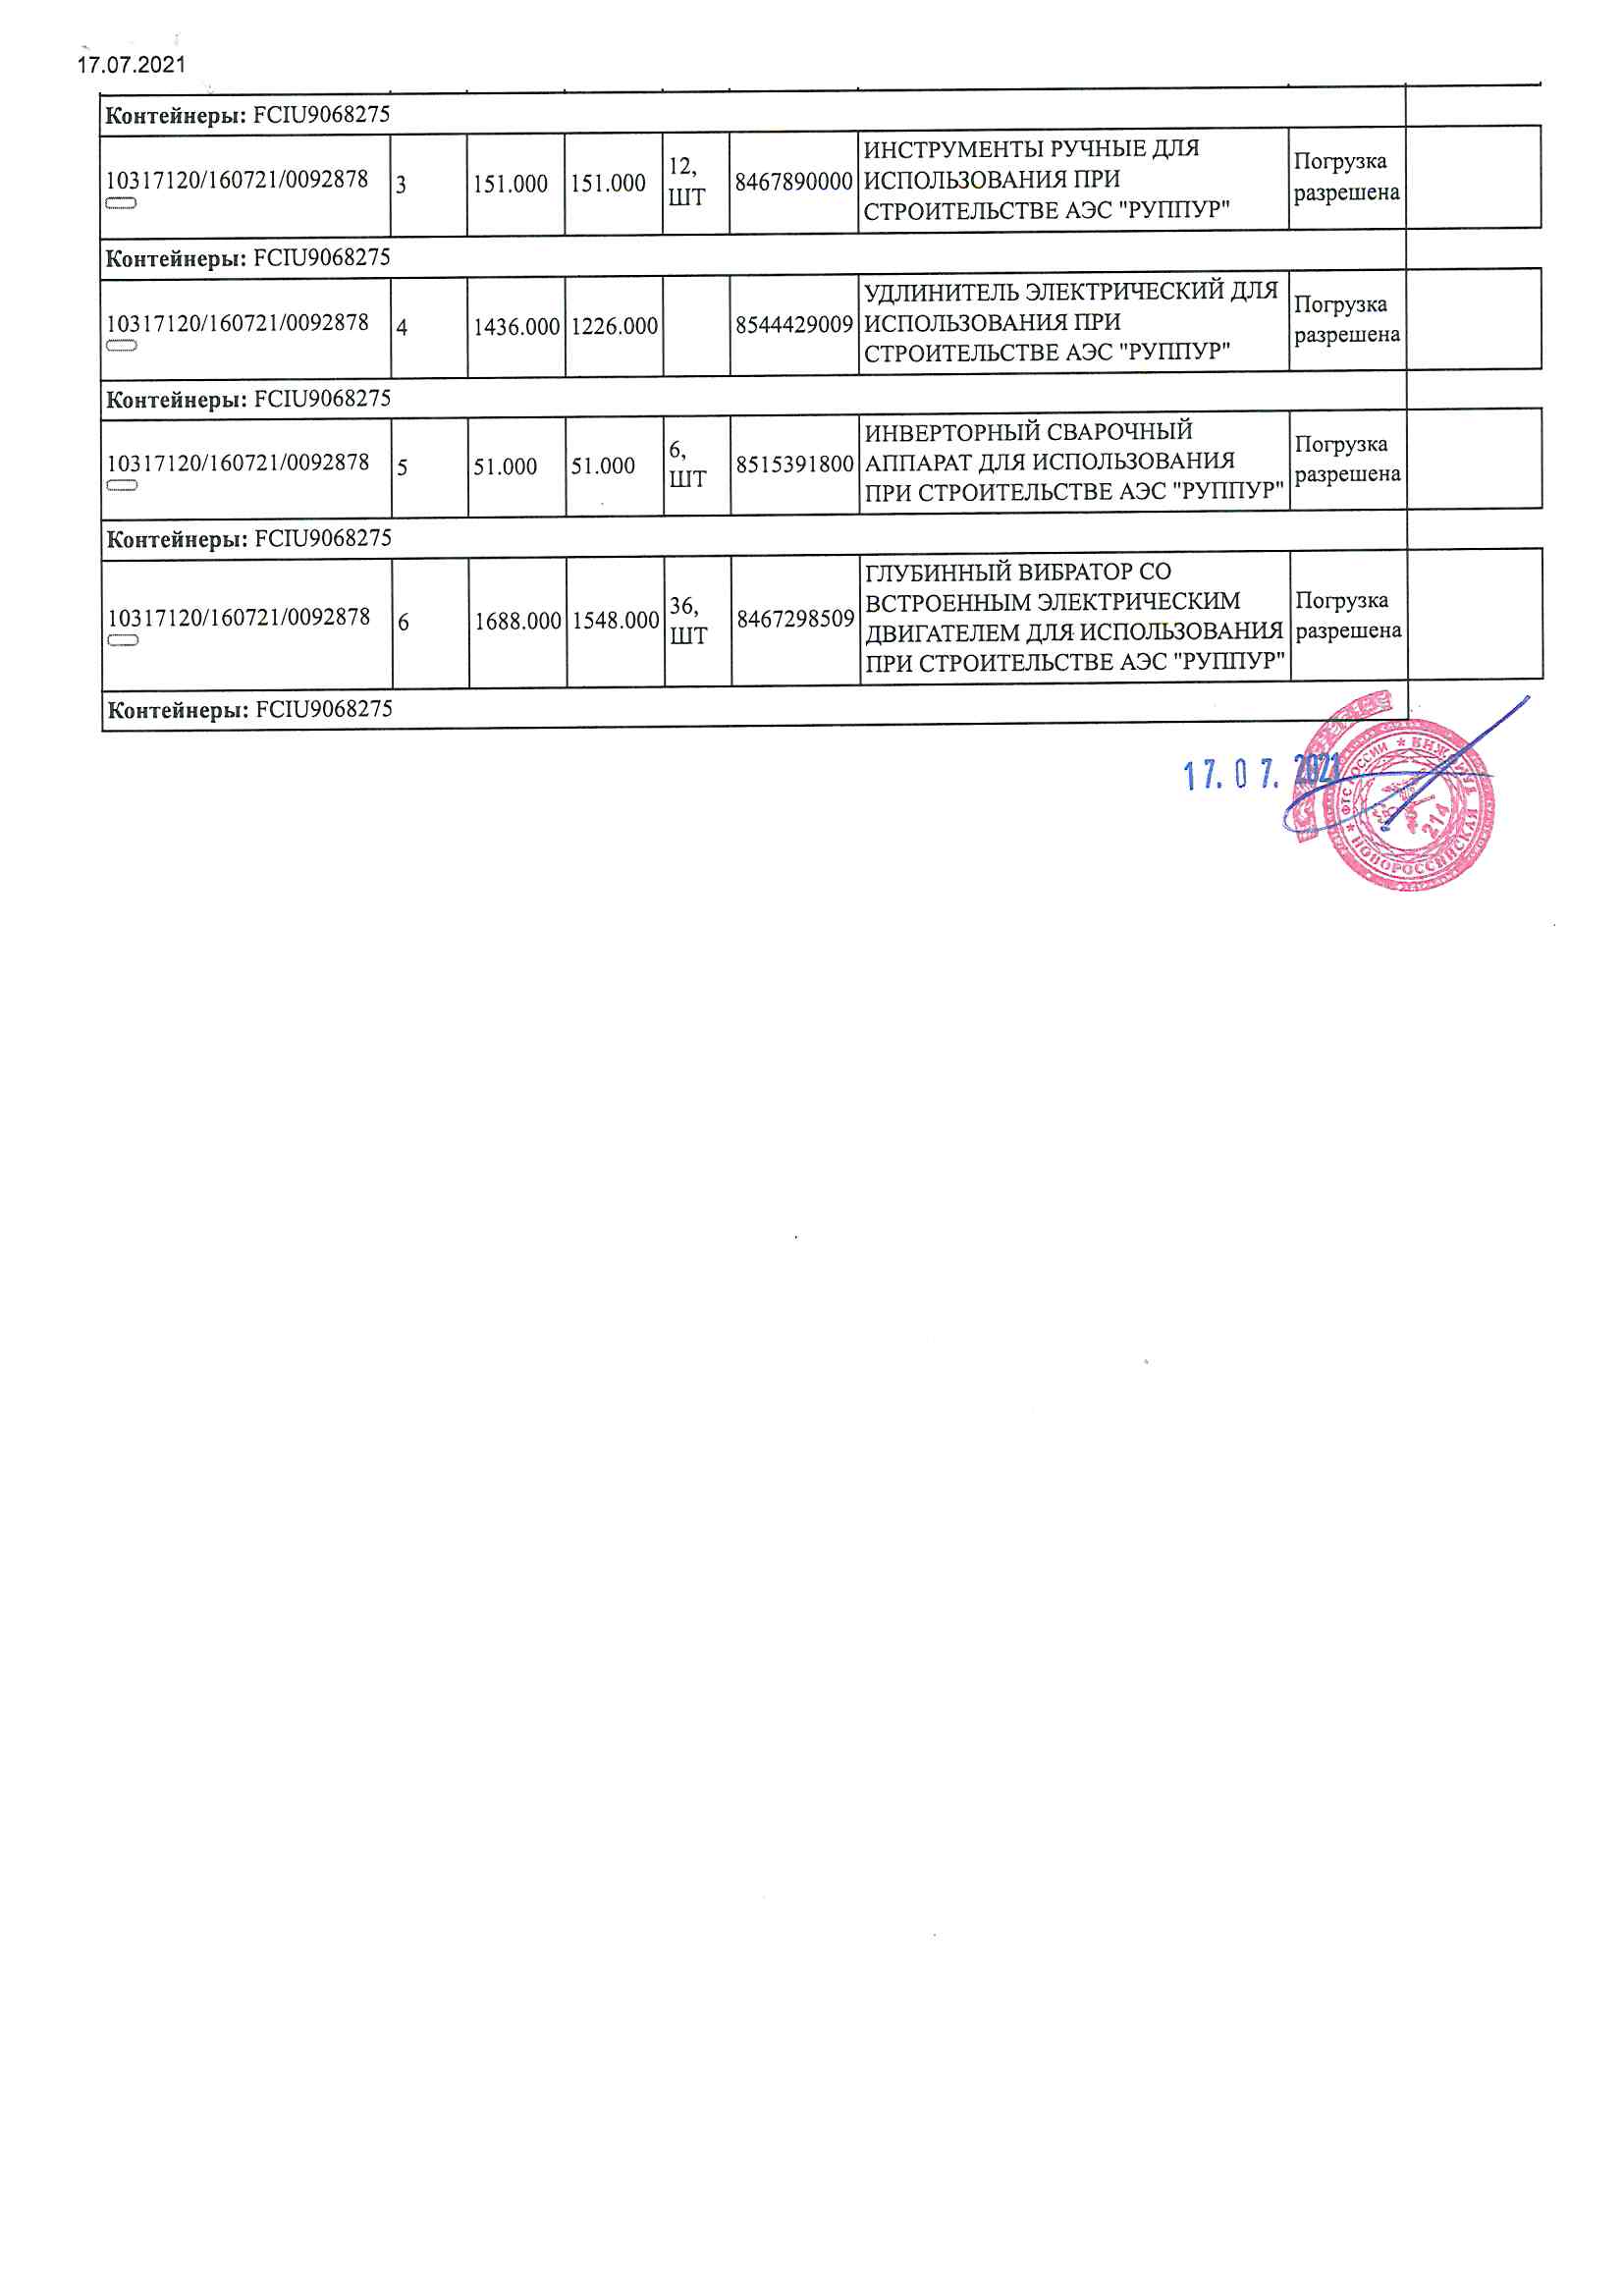 17.07.2021
Контейнеры: FCIU9068275
10317120/160721/0092878 3 151.000 151.000 12, ШТ 8467890000 ИНСТРУМЕНТЫ РУЧНЫЕ ДЛЯ
ИСПОЛЬЗОВАНИЯ ПРИ
СТРОИТЕЛЬСТВЕ АЭС "РУППУР" Погрузка
разрешена
Контейнеры: FCIU9068275
10317120/160721/0092878 4 1436.000 1226.000 8544429009 УДЛИНИТЕЛЬ ЭЛЕКТРИЧЕСКИЙ ДЛЯ
ИСПОЛЬЗОВАНИЯ ПРИ
СТРОИТЕЛЬСТВЕ АЭС "РУППУР" Погрузка
разрешена
Контейнеры: FCIU9068275
10317120/160721/0092878 5 51.000 51.000 6, ШТ 8515391800 ИНВЕРТОРНЫЙ СВАРОЧНЫЙ
АППАРАТ ДЛЯ ИСПОЛЬЗОВАНИЯ
ПРИ СТРОИТЕЛЬСТВЕ АЭС "РУППУР" Погрузка
разрешена
Контейнеры: FCIU9068275
10317120/160721/0092878 6 1688.000 1548.000 36, ШТ 8467298509 ГЛУБИННЫЙ ВИБРАТОР СО
ВСТРОЕННЫМ ЭЛЕКТРИЧЕСКИМ
ДВИГАТЕЛЕМ ДЛЯ ИСПОЛЬЗОВАНИЯ
ПРИ СТРОИТЕЛЬСТВЕ АЭС "РУППУР" Погрузка
разрешена
Контейнеры: FCIU9068275
17. 07. 2021
ФТС РОССИИ
НОВОРОССИЙСКАЯ
214